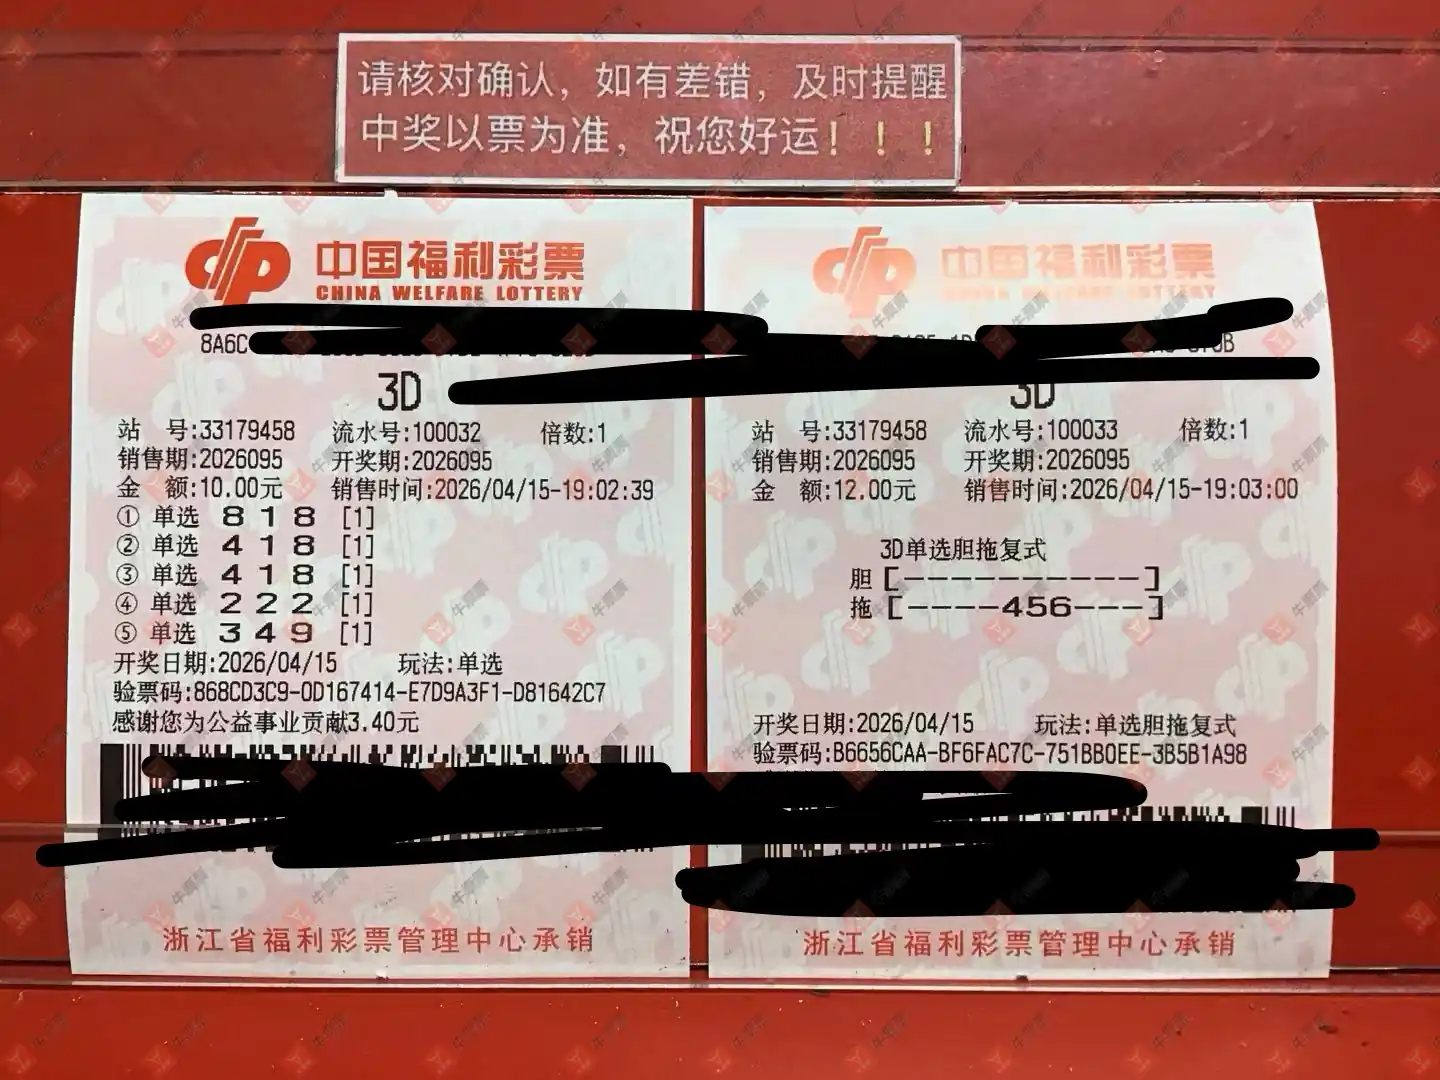 请核对确认，如有差错，及时提醒
中奖以票为准，祝您好运！！！
中国福利彩票
CHINA WELFARE LOTTERY
8A6C
3D
站 号:33179458 流水号:100032 倍数:1
销售期:2026095 开奖期:2026095
金 额:10.00元 销售时间:2026/04/15-19:02:39
① 单选 8 1 8 [1]
② 单选 4 1 8 [1]
③ 单选 4 1 8 [1]
④ 单选 2 2 2 [1]
⑤ 单选 3 4 9 [1]
开奖日期:2026/04/15 玩法:单选
验票码:868CD3C9-0D167414-E7D9A3F1-D81642C7
感谢您为公益事业贡献3.40元
浙江省福利彩票管理中心承销
中国福利彩票
3D
站 号:33179458 流水号:100033 倍数:1
销售期:2026095 开奖期:2026095
金 额:12.00元 销售时间:2026/04/15-19:03:00
3D单选胆拖复式
胆[----------]
拖[----456---]
开奖日期:2026/04/15 玩法:单选胆拖复式
验票码:B6656CAA-BF6FAC7C-751BB0EE-3B5B1A98
浙江省福利彩票管理中心承销